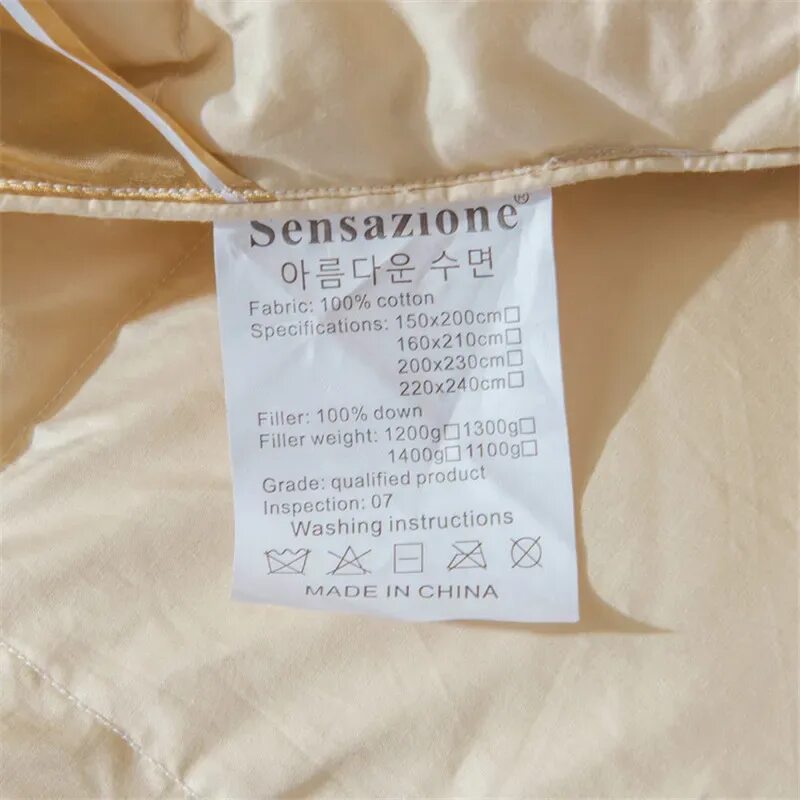 Sensazione®
아름다운 수면
Fabric: 100% cotton
Specifications: 150x200cm□
160x210cm□
200x230cm□
220x240cm□
Filler: 100% down
Filler weight: 1200g□1300g□
1400g□1100g□
Grade: qualified product
Inspection: 07
Washing instructions
MADE IN CHINA